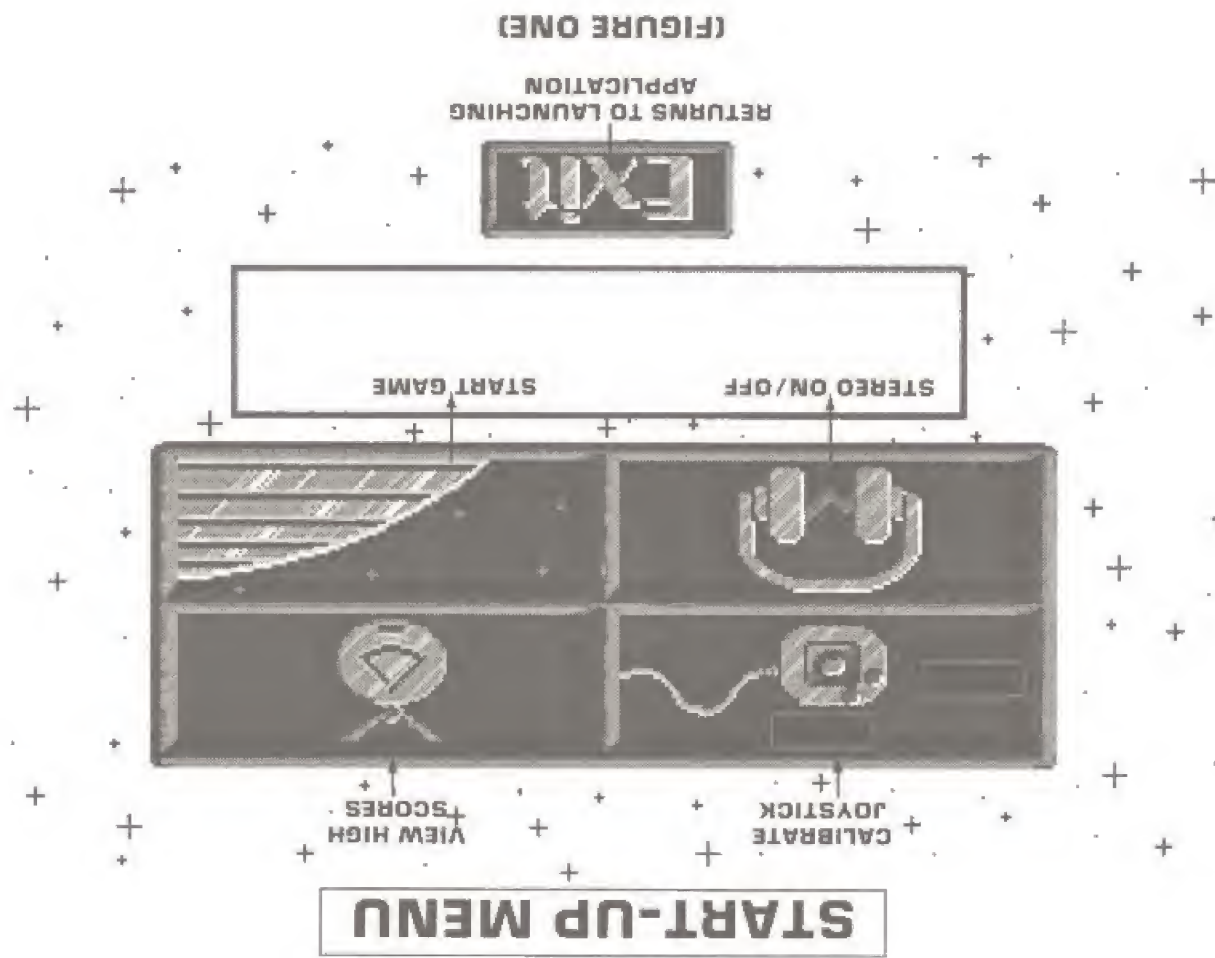 START-UP MENU
CALIBRATE
JOYSTICK
VIEW HIGH
SCORES
STEREO ON/OFF
START GAME
Exit
RETURNS TO LAUNCHING
APPLICATION
(FIGURE ONE)